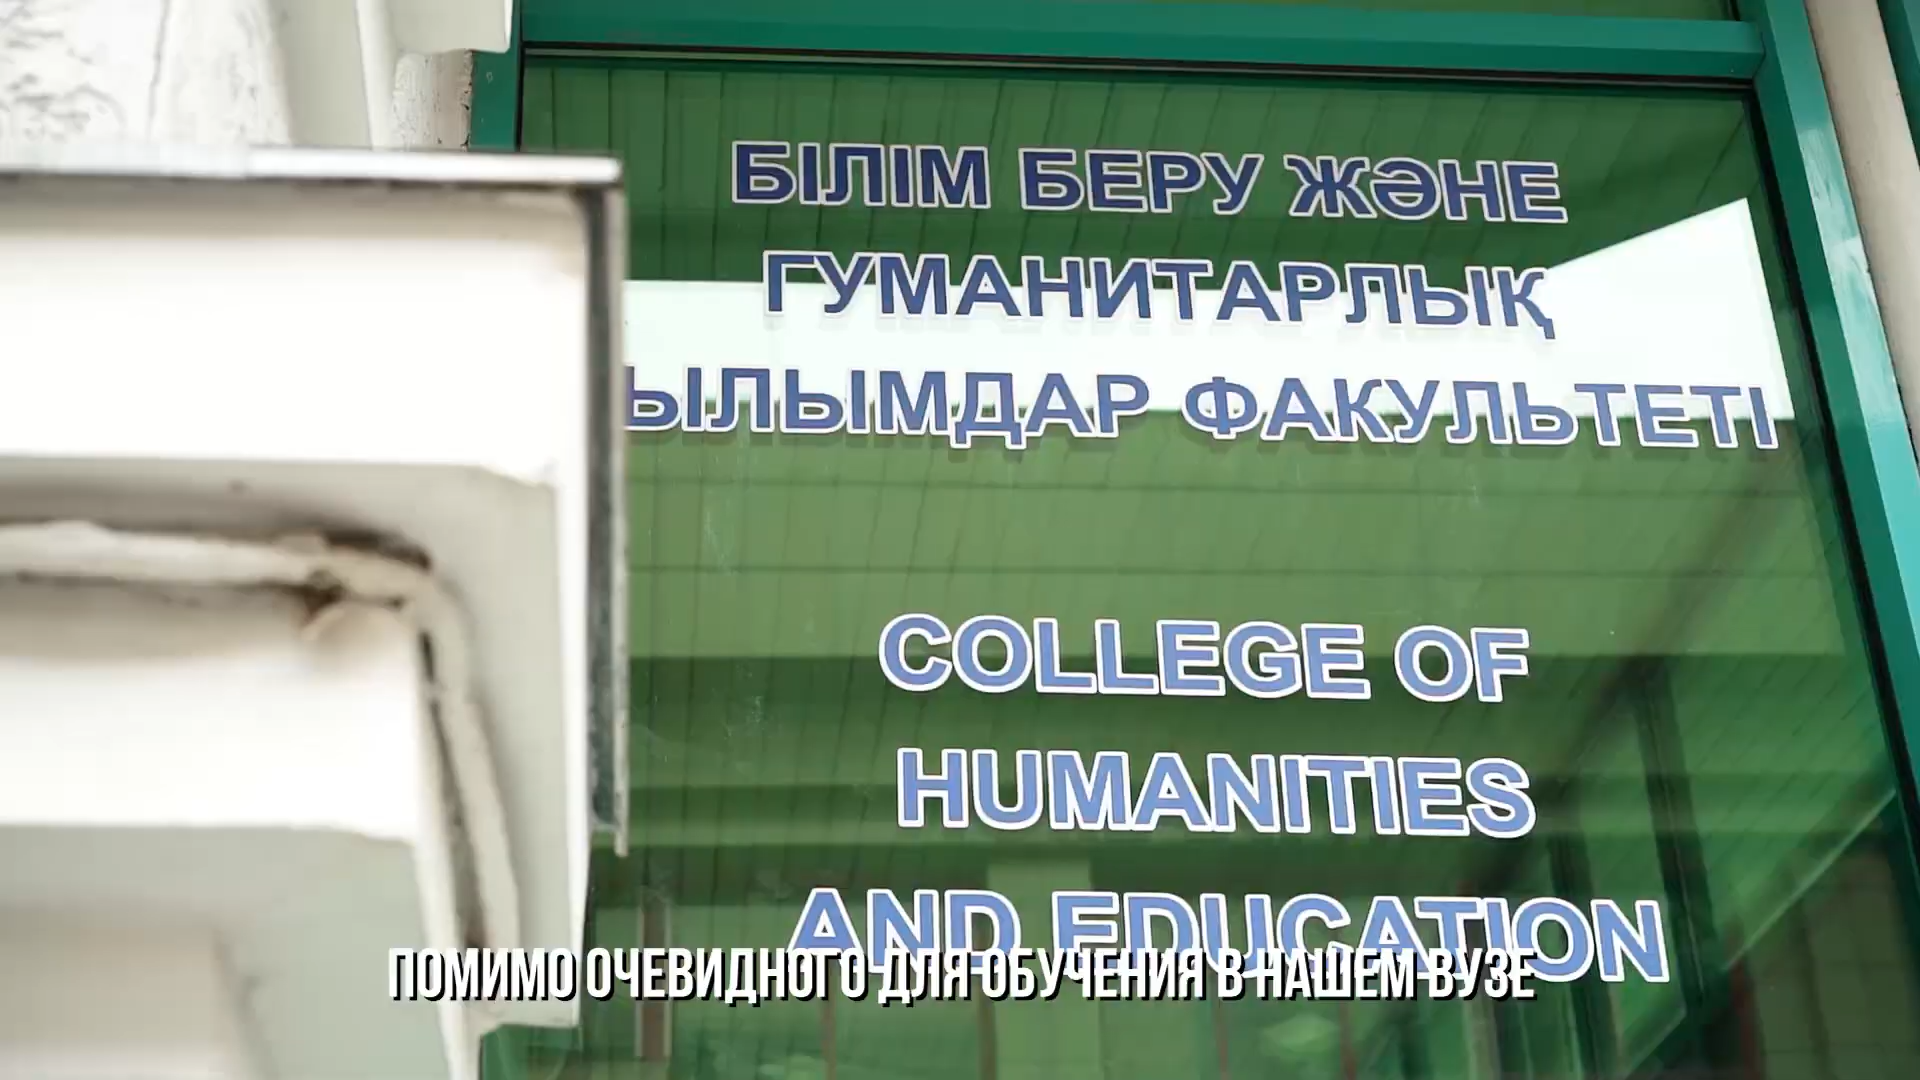 БІЛІМ БЕРУ ЖӘНЕ
ГУМАНИТАРЛЫҚ
ЫЛЫМДАР ФАКУЛЬТЕТІ
COLLEGE OF
HUMANITIES
AND EDUCATION
ПОМИМО ОЧЕВИДНОГО ДЛЯ ОБУЧЕНИЯ В НАШЕМ ВУЗЕ